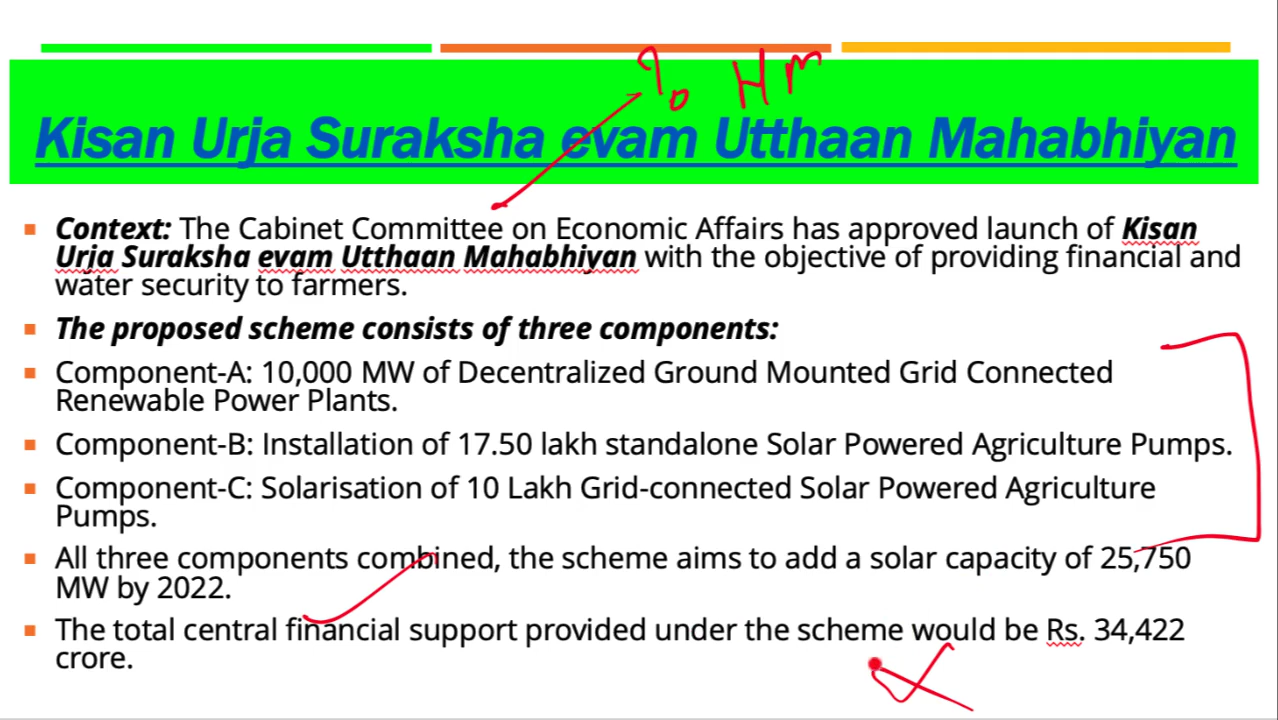 Kisan Urja Suraksha evam Utthaan Mahabhiyan
Context: The Cabinet Committee on Economic Affairs has approved launch of Kisan
Urja Suraksha evam Utthaan Mahabhiyan with the objective of providing financial and
water security to farmers.
The proposed scheme consists of three components:
Component-A: 10,000 MW of Decentralized Ground Mounted Grid Connected
Renewable Power Plants.
Component-B: Installation of 17.50 lakh standalone Solar Powered Agriculture Pumps.
Component-C: Solarisation of 10 Lakh Grid-connected Solar Powered Agriculture
Pumps.
All three components combined, the scheme aims to add a solar capacity of 25,750
MW by 2022.
The total central financial support provided under the scheme would be Rs. 34,422
crore.